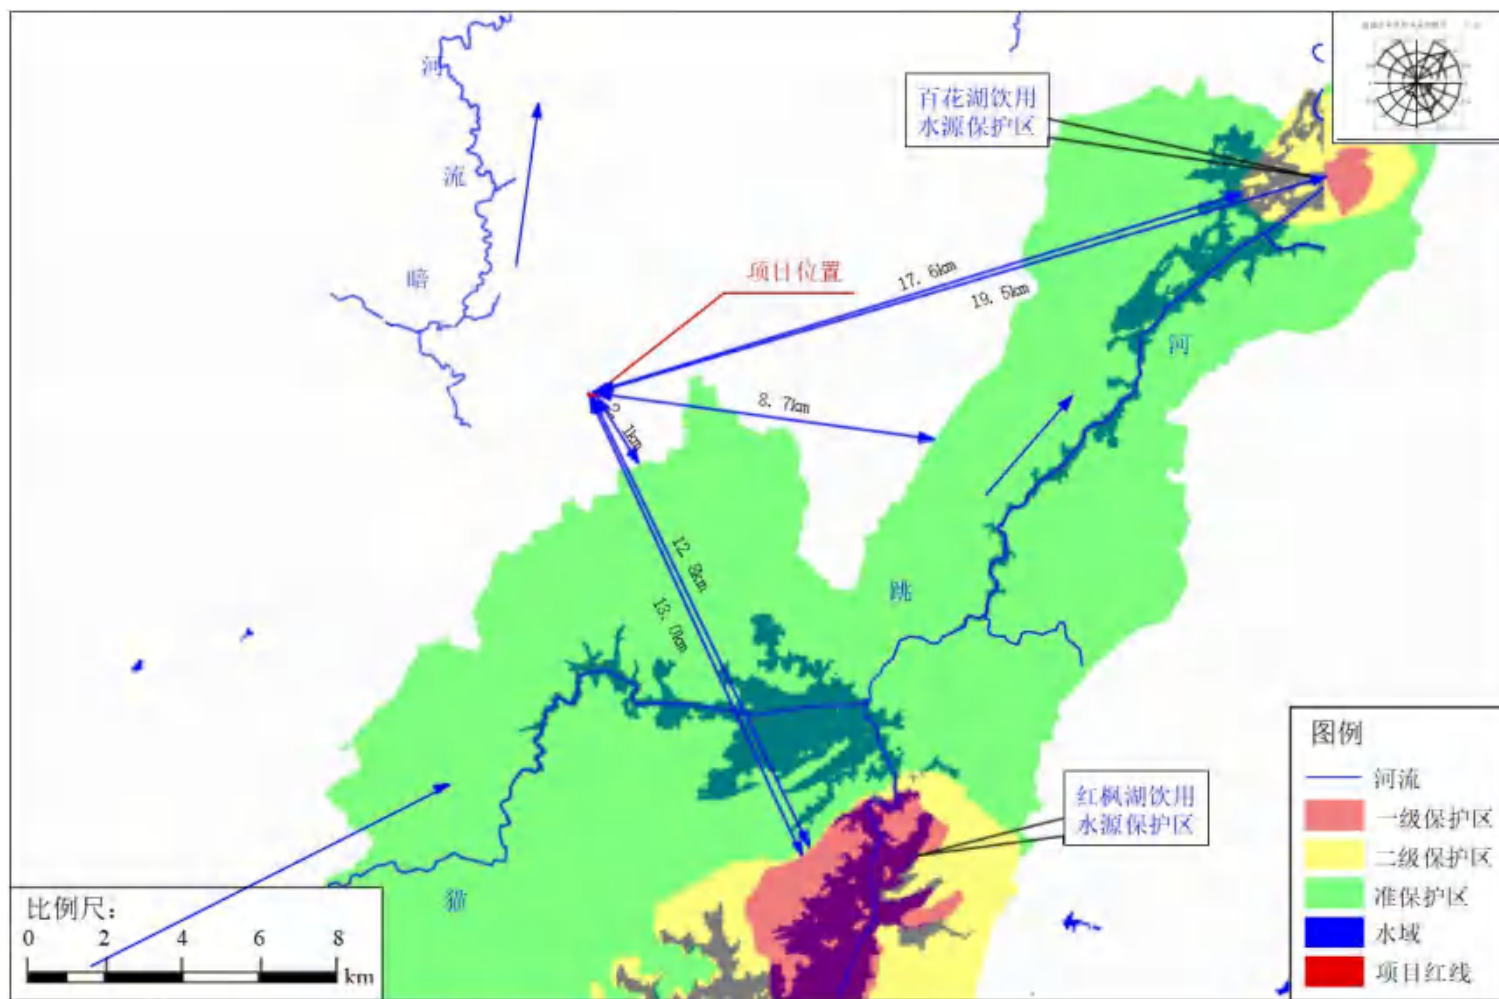 河
流
暗
百花湖饮用
水源保护区
项目位置
17. 6km
19. 5km
8. 7km
2. 1km
河
12. 8km
13. 0km
跳
猫
红枫湖饮用
水源保护区
比例尺：
0 2 4 6 8
km
图例
河流
一级保护区
二级保护区
准保护区
水域
项目红线